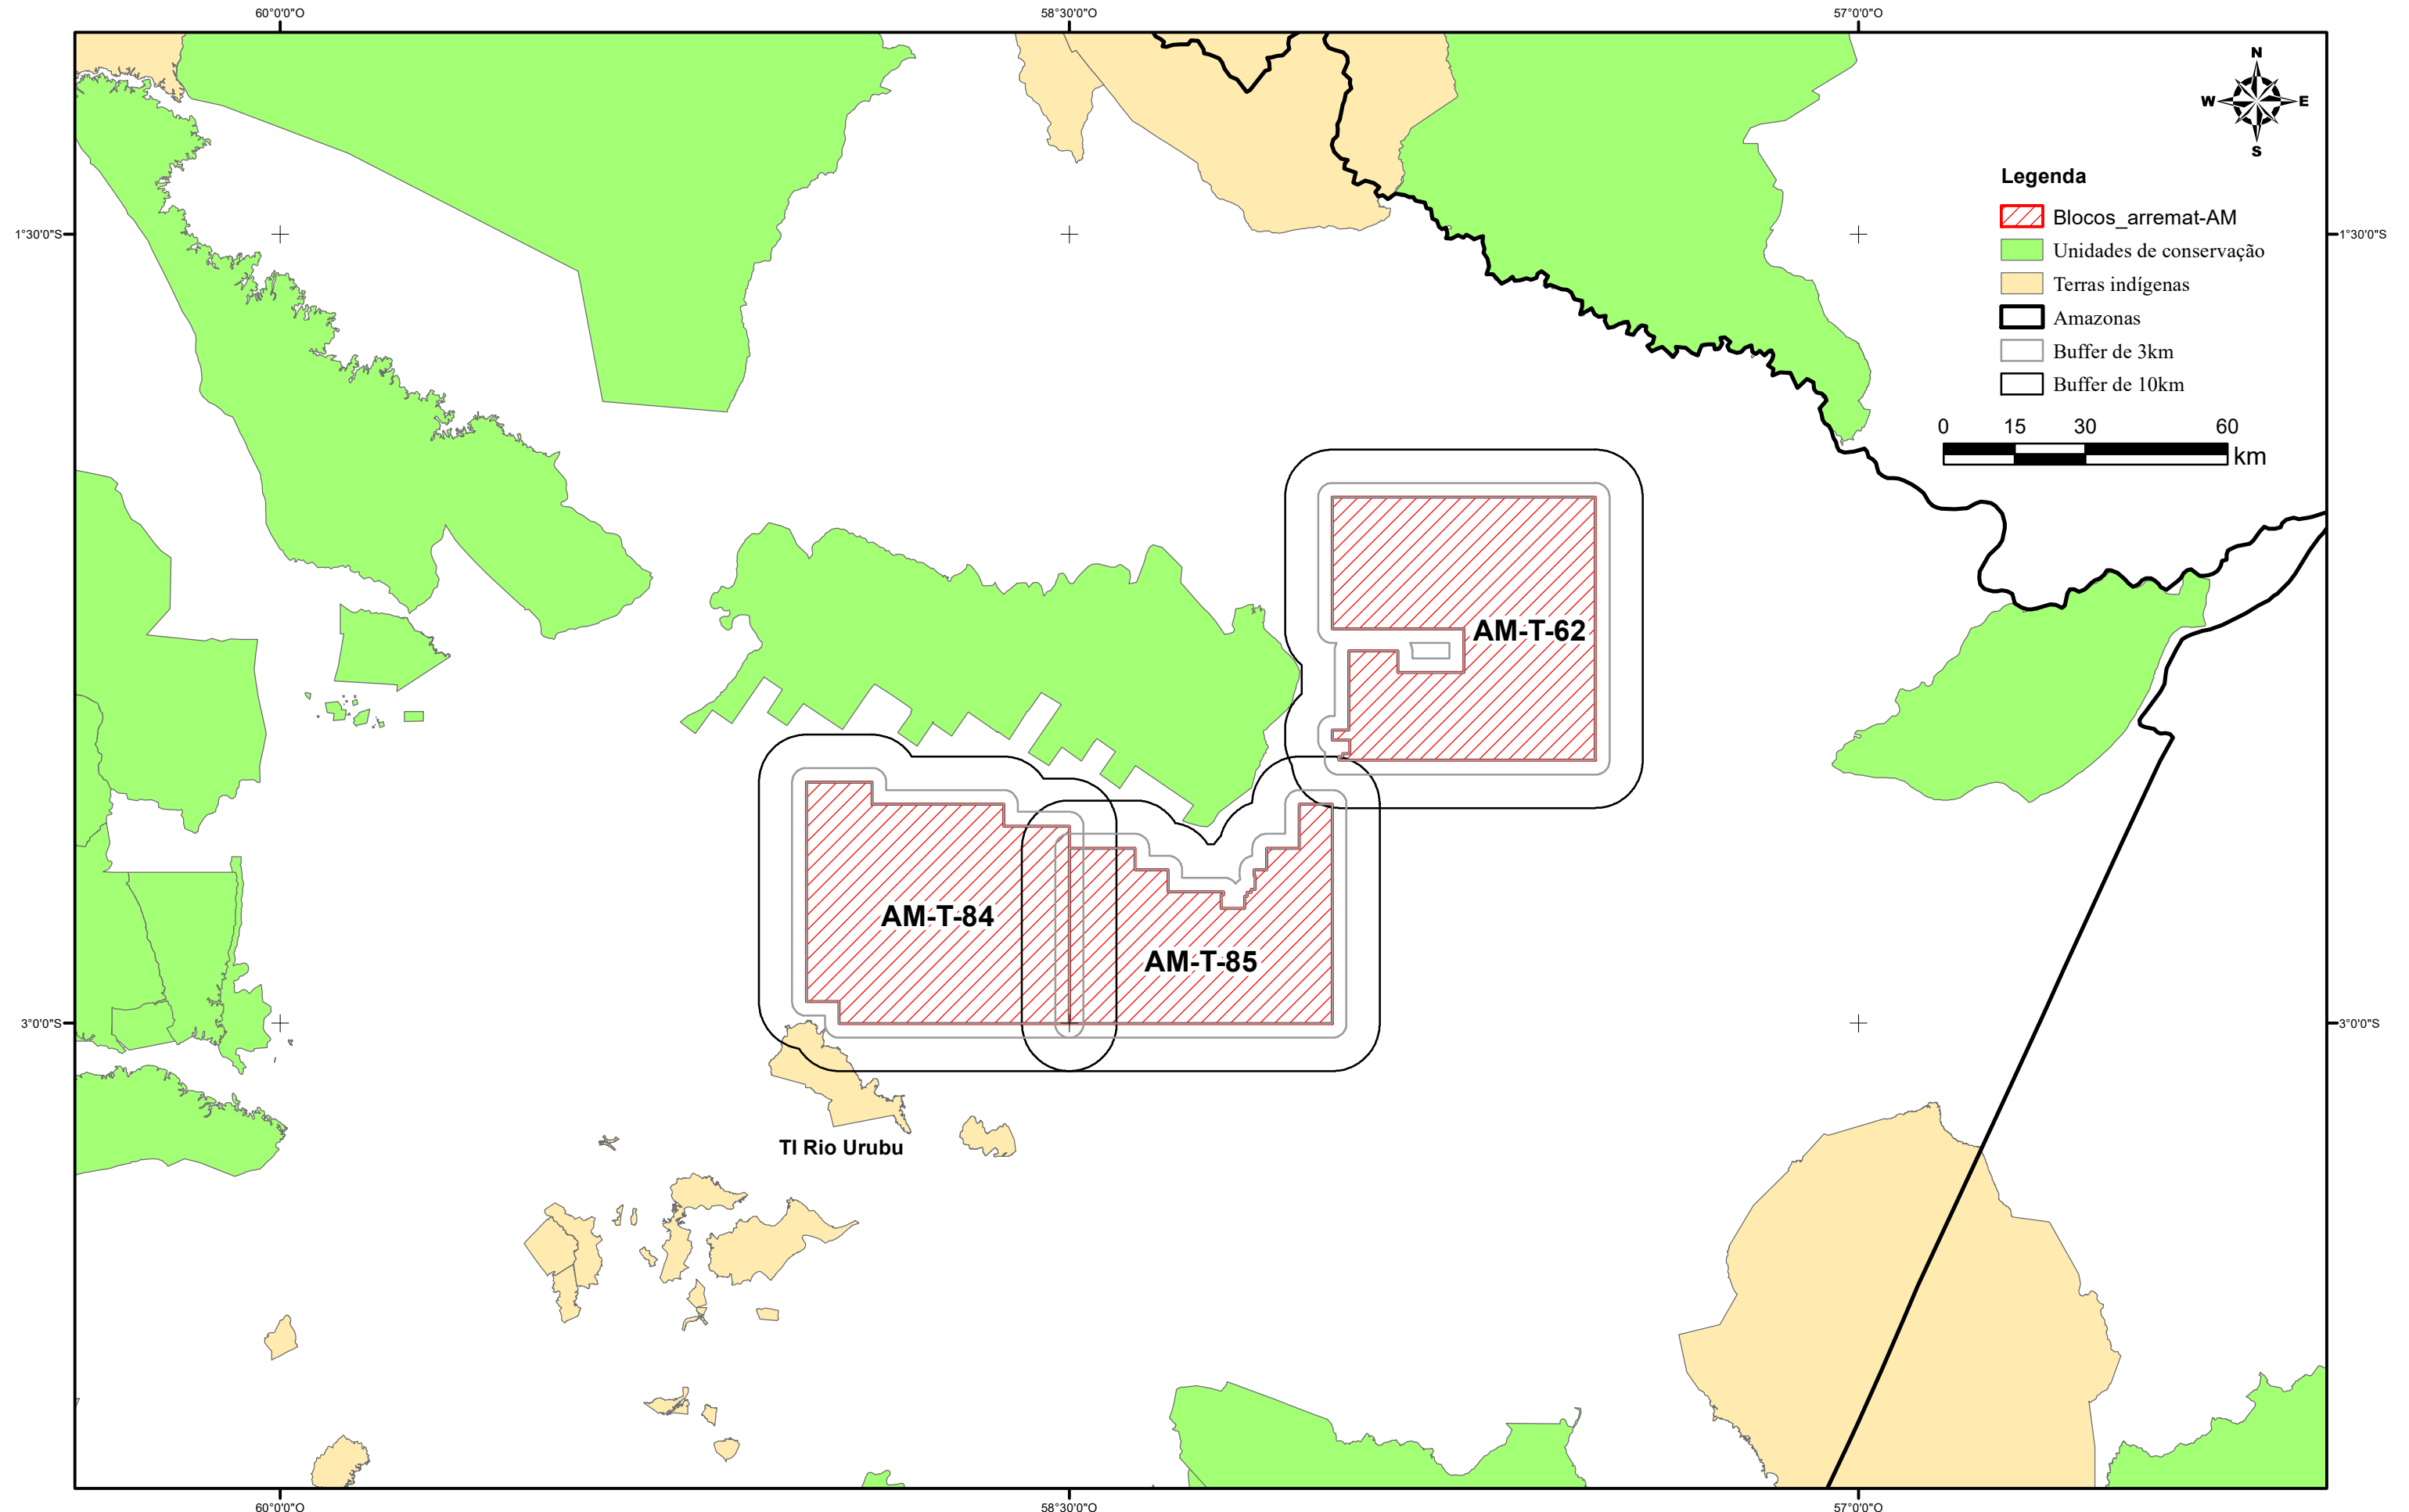 60°0'0"O
58°30'0"O
57°0'0"O
N
W
E
S
Legenda
Blocos_arremat-AM
Unidades de conservação
Terras indígenas
Amazonas
Buffer de 3km
Buffer de 10km
0 15 30 60
km
1°30'0"S
1°30'0"S
AM-T-62
AM-T-84
AM-T-85
3°0'0"S
3°0'0"S
TI Rio Urubu
60°0'0"O
58°30'0"O
57°0'0"O